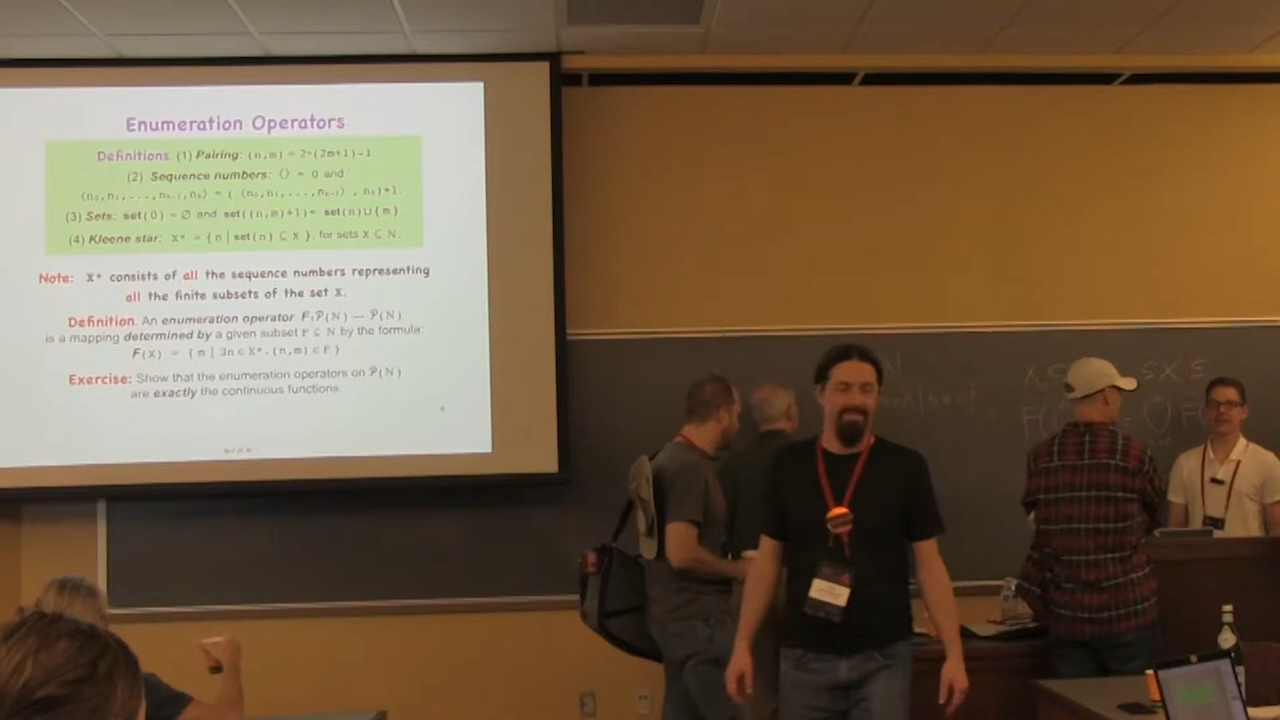 Enumeration Operators
Definitions. (1) Pairing: (n,m) = 2ⁿ(2m+1)-1
(2) Sequence numbers: ⟨⟩ = 0 and
⟨n₀,n₁,...,nₖ₋₁,nₖ⟩ = ( ⟨n₀,n₁,...,nₖ₋₁⟩ , nₖ)+1.
(3) Sets: set(0) = ∅ and set((n,m)+1)= set(n)∪{m}.
(4) Kleene star: X* = {n | set(n) ⊆ X }, for sets X ⊆ N.
Note: X* consists of all the sequence numbers representing
all the finite subsets of the set X.
Definition. An enumeration operator F:P(N) → P(N)
is a mapping determined by a given subset F ⊆ N by the formula:
F(X) = { m | ∃n ∈ X*. (n,m) ∈ F }
Exercise: Show that the enumeration operators on P(N)
are exactly the continuous functions.